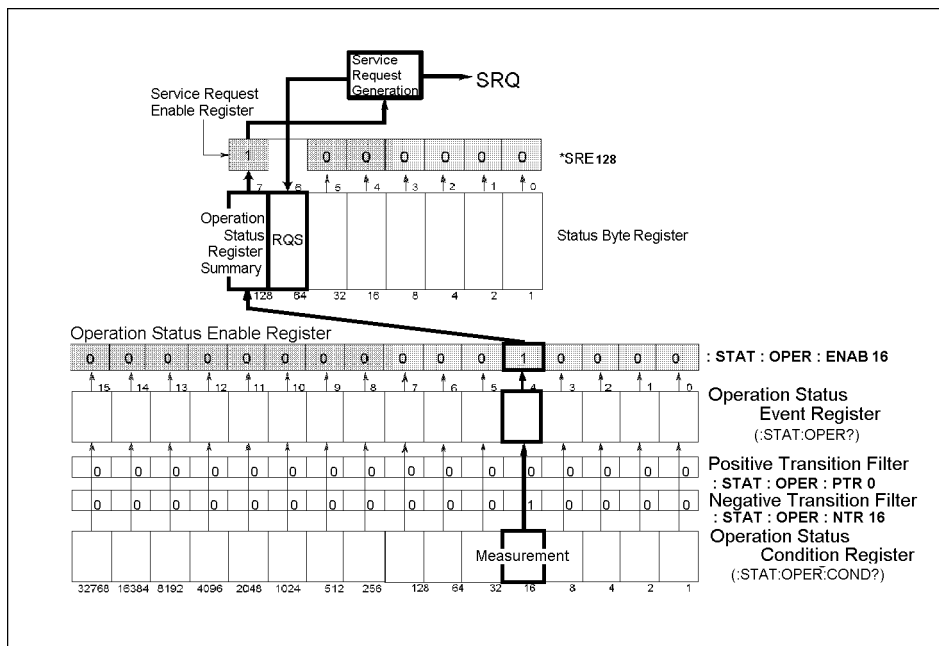 Service
Request
Generation
SRQ
Service Request
Enable Register
1 0 0 0 0 0 0
*SRE 128
7 6 5 4 3 2 1 0
Operation
Status
Register
Summary
RQS
Status Byte Register
128 64 32 16 8 4 2 1
Operation Status Enable Register
0 0 0 0 0 0 0 0 0 0 0 1 0 0 0 0
: STAT : OPER : ENAB 16
15 14 13 12 11 10 9 8 7 6 5 4 3 2 1 0
Operation Status
Event Register
(:STAT:OPER?)
0 0 0 0 0 0 0 0 0 0 0 0 0 0 0 0
Positive Transition Filter
: STAT : OPER : PTR 0
0 0 0 0 0 0 0 0 0 0 0 1 0 0 0 0
Negative Transition Filter
: STAT : OPER : NTR 16
Operation Status
Condition Register
(:STAT:OPER:COND?)
Measurement
32768 16384 8192 4096 2048 1024 512 256 128 64 32 16 8 4 2 1